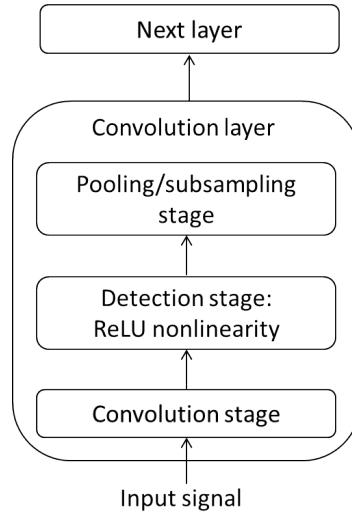 Next layer
Convolution layer
Pooling/subsampling
stage
Detection stage:
ReLU nonlinearity
Convolution stage
Input signal